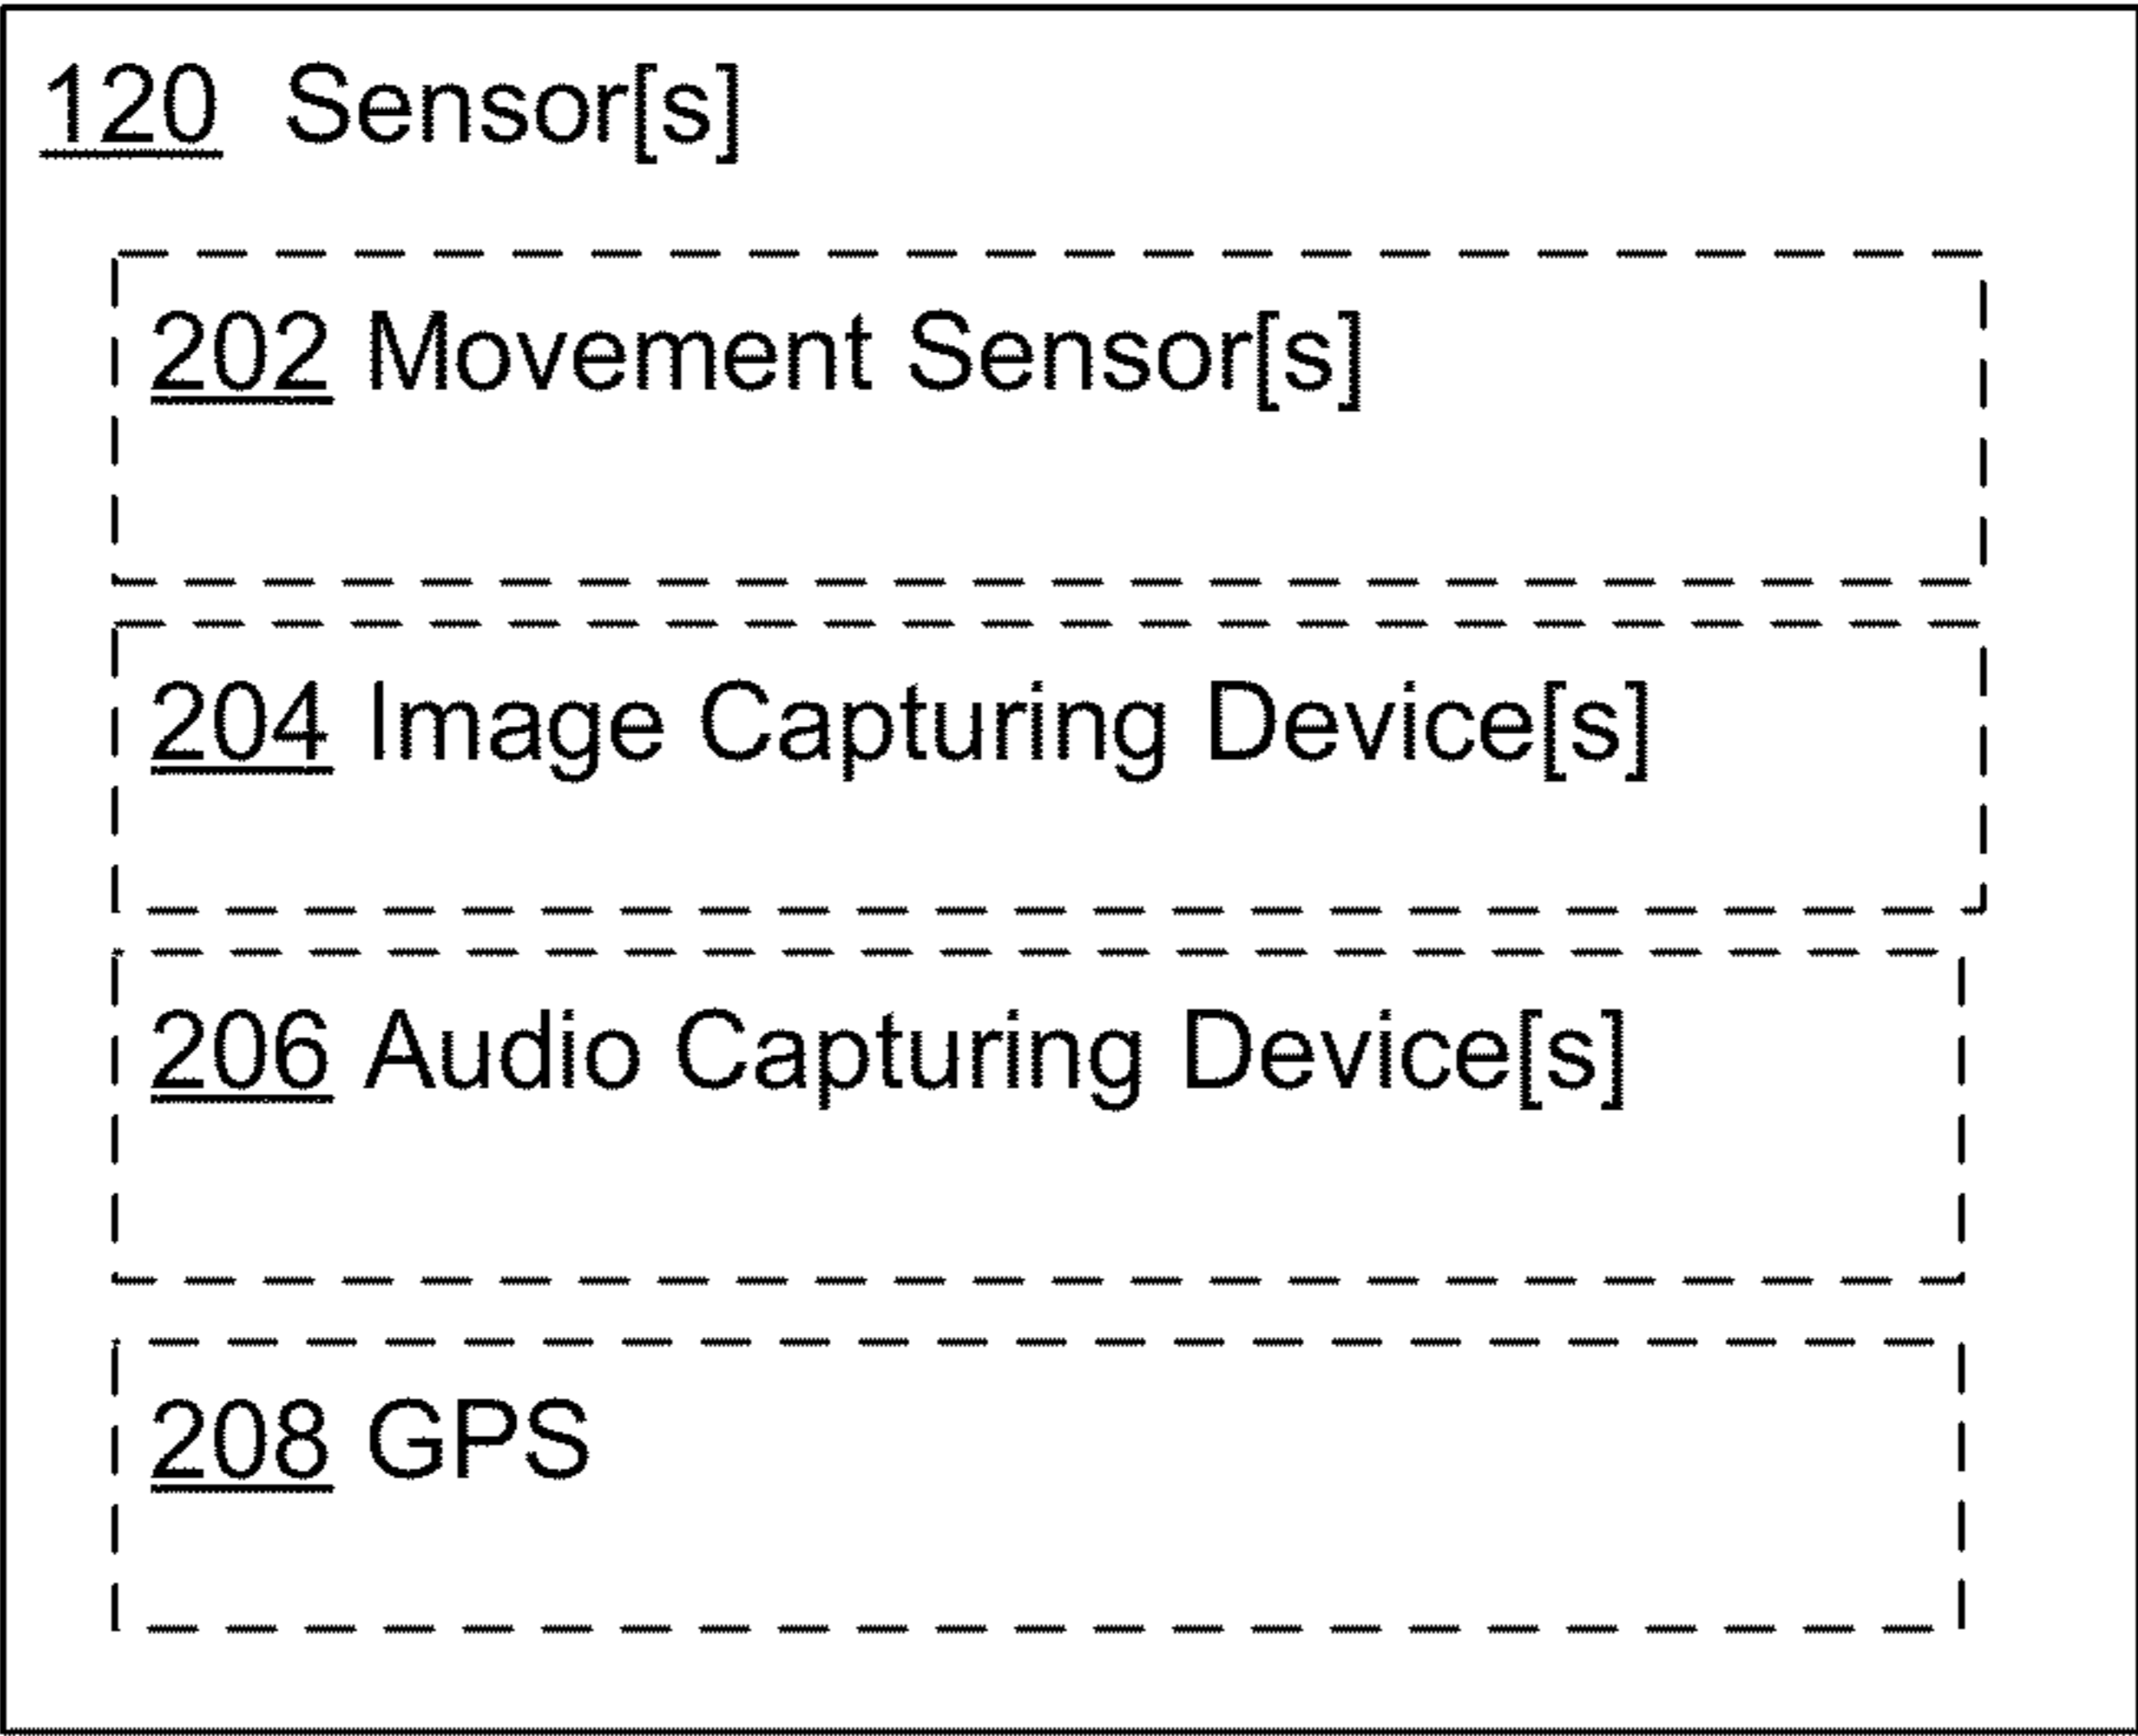 120 Sensor[s]
202 Movement Sensor[s]
204 Image Capturing Device[s]
206 Audio Capturing Device[s]
208 GPS